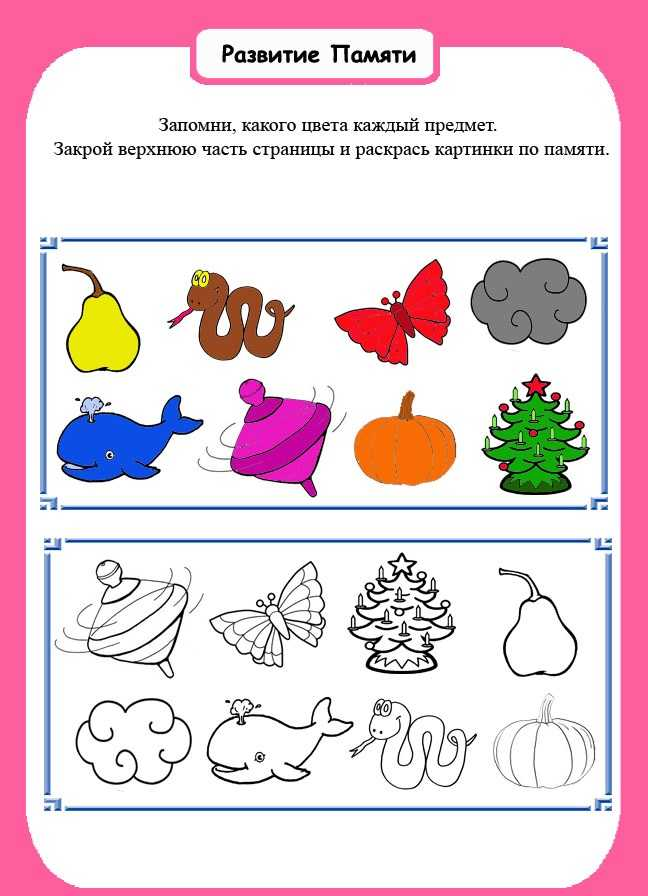 Развитие Памяти
Запомни, какого цвета каждый предмет.
Закрой верхнюю часть страницы и раскрась картинки по памяти.